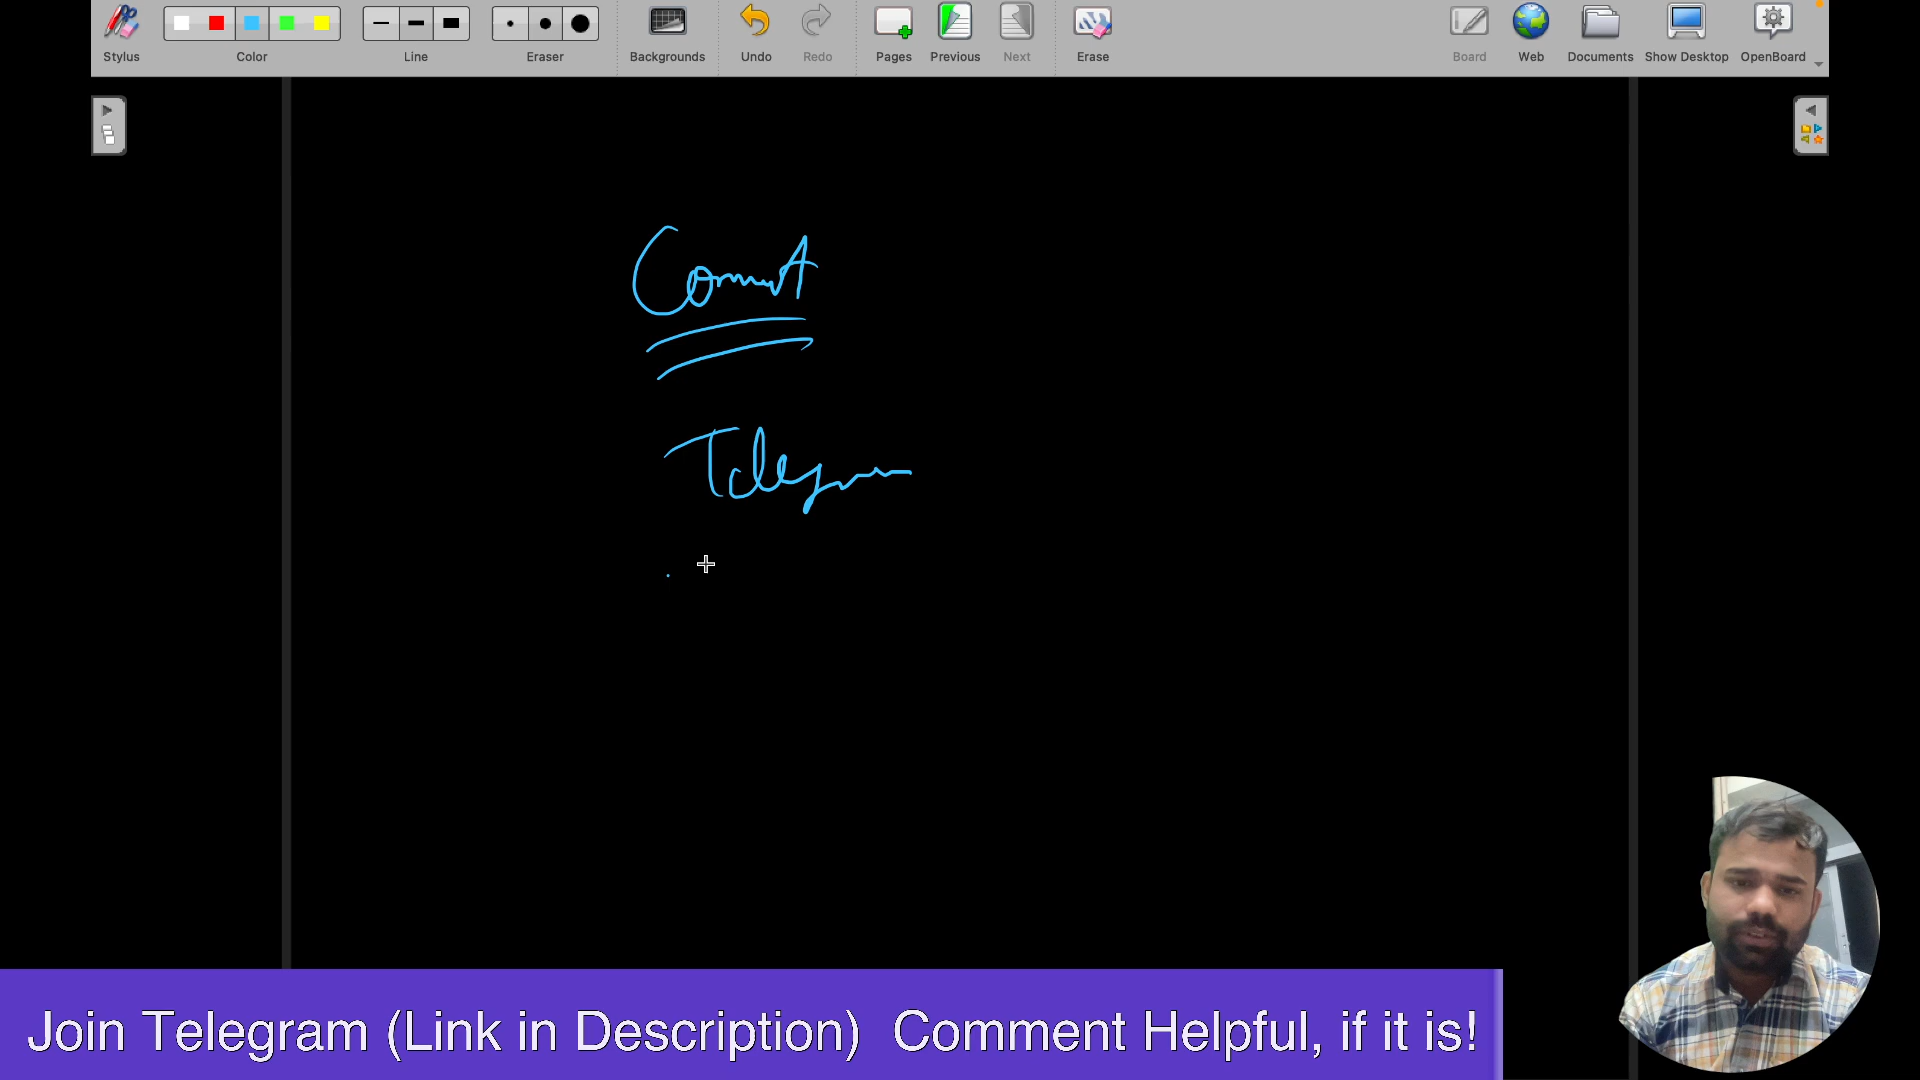 Stylus Color Line Eraser Backgrounds Undo Redo Pages Previous Next Erase Board Web Documents Show Desktop OpenBoard
Comment
Telegram
Join Telegram (Link in Description) Comment Helpful, if it is!